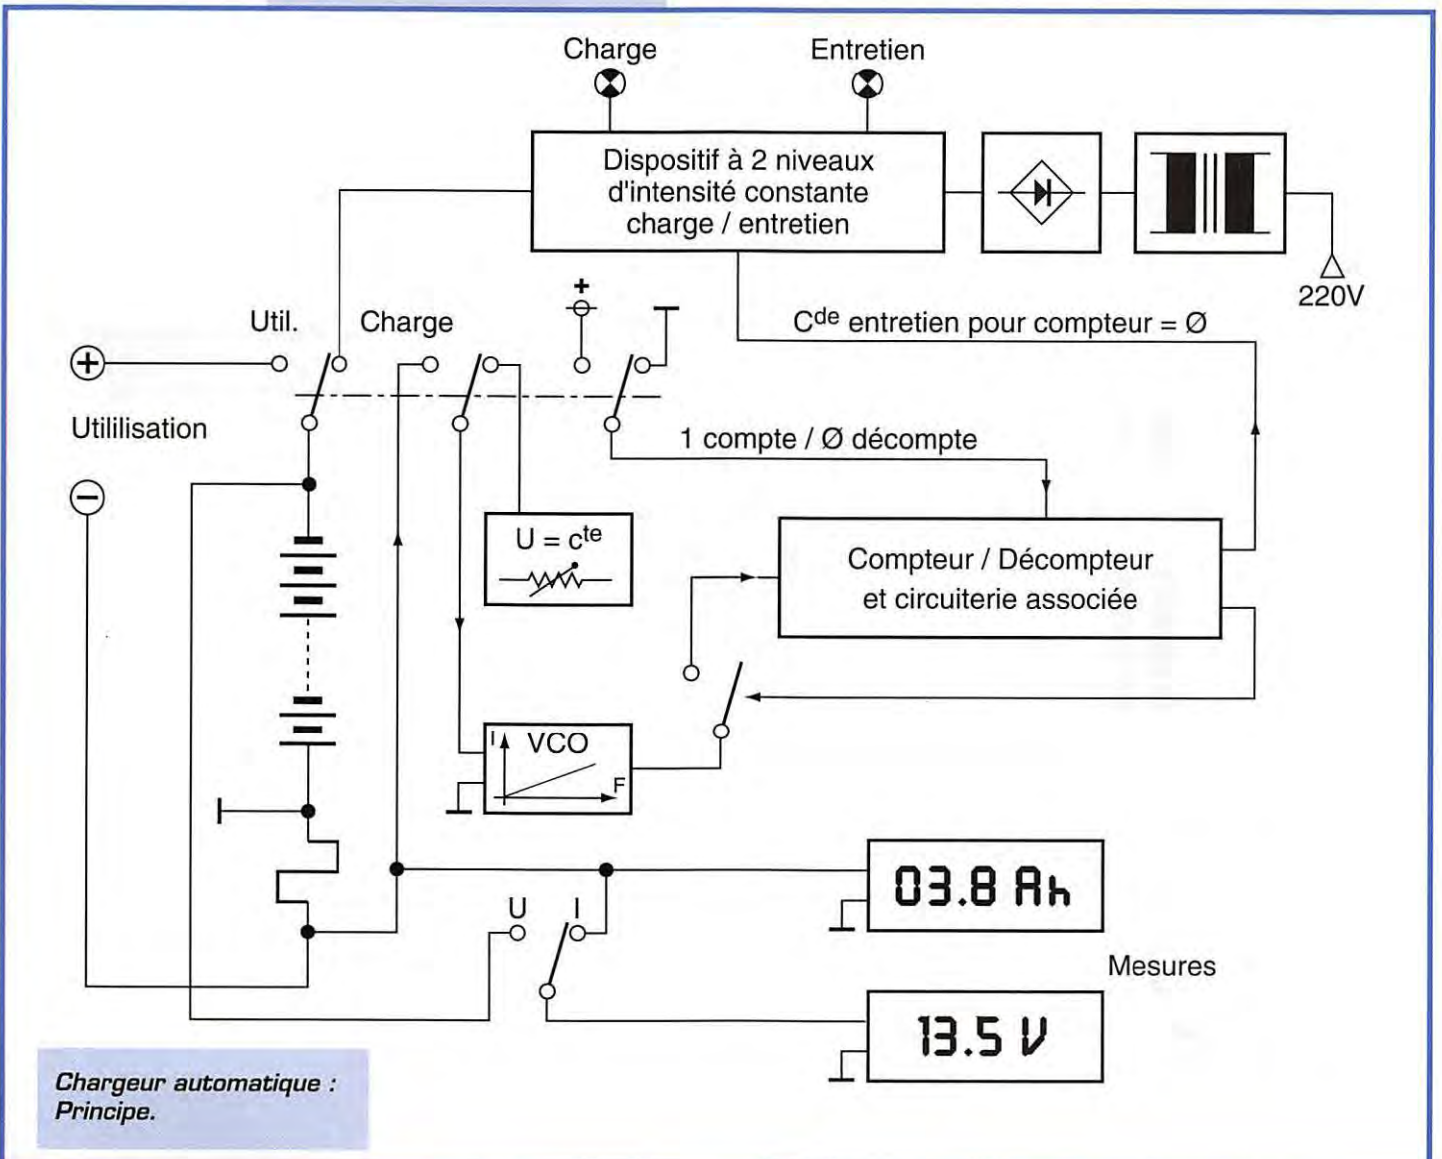 Charge
Entretien
Dispositif à 2 niveaux
d'intensité constante
charge / entretien
220V
+
Util.
Charge
Cde entretien pour compteur = Ø
+
Utililisation
−
1 compte / Ø décompte
U = cte
Compteur / Décompteur
et circuiterie associée
I
VCO
F
U
I
03.8 Ah
Mesures
13.5 V
Chargeur automatique :
Principe.